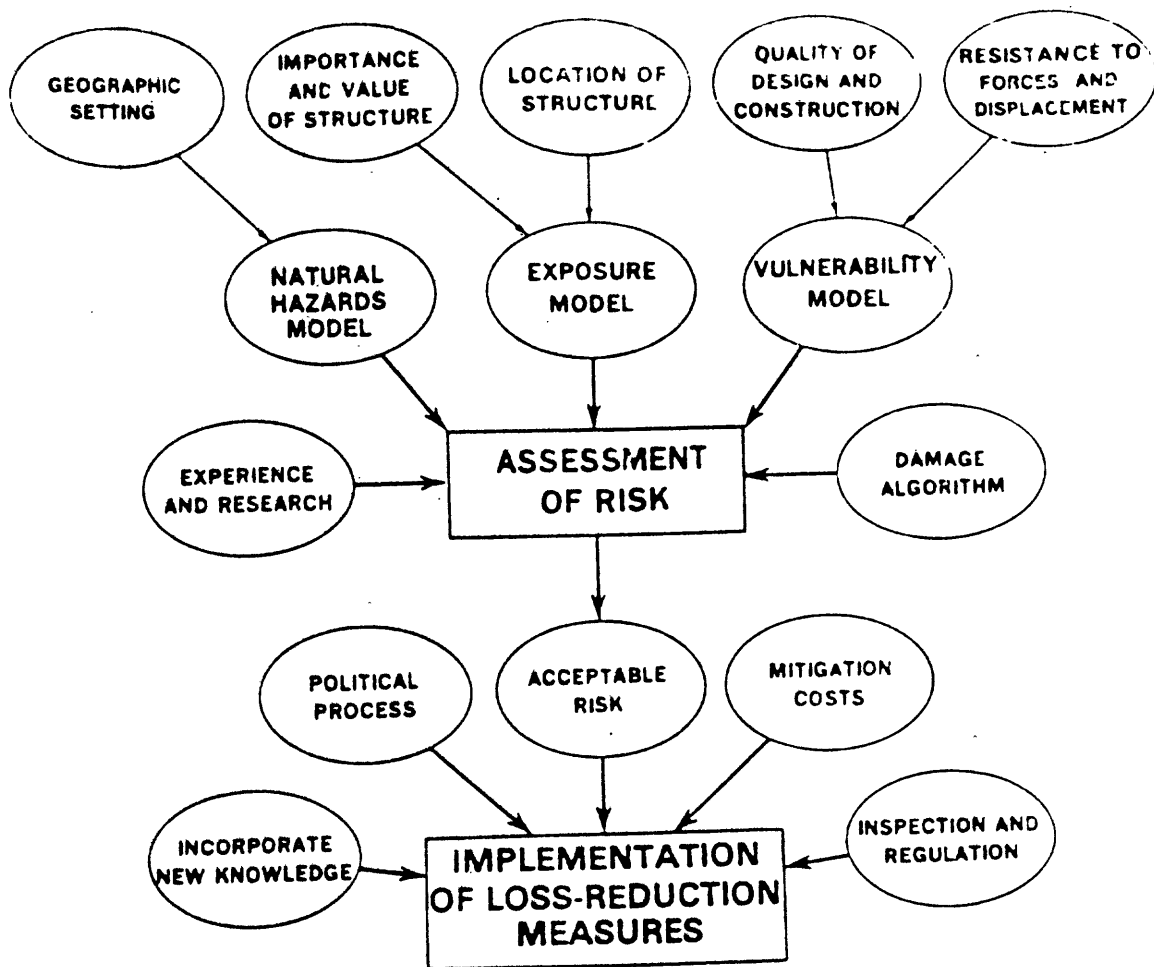 GEOGRAPHIC
SETTING
IMPORTANCE
AND VALUE
OF STRUCTURE
LOCATION OF
STRUCTURE
QUALITY OF
DESIGN AND
CONSTRUCTION
RESISTANCE TO
FORCES AND
DISPLACEMENT
NATURAL
HAZARDS
MODEL
EXPOSURE
MODEL
VULNERABILITY
MODEL
EXPERIENCE
AND RESEARCH
ASSESSMENT
OF RISK
DAMAGE
ALGORITHM
POLITICAL
PROCESS
ACCEPTABLE
RISK
MITIGATION
COSTS
INCORPORATE
NEW KNOWLEDGE
IMPLEMENTATION
OF LOSS-REDUCTION
MEASURES
INSPECTION AND
REGULATION